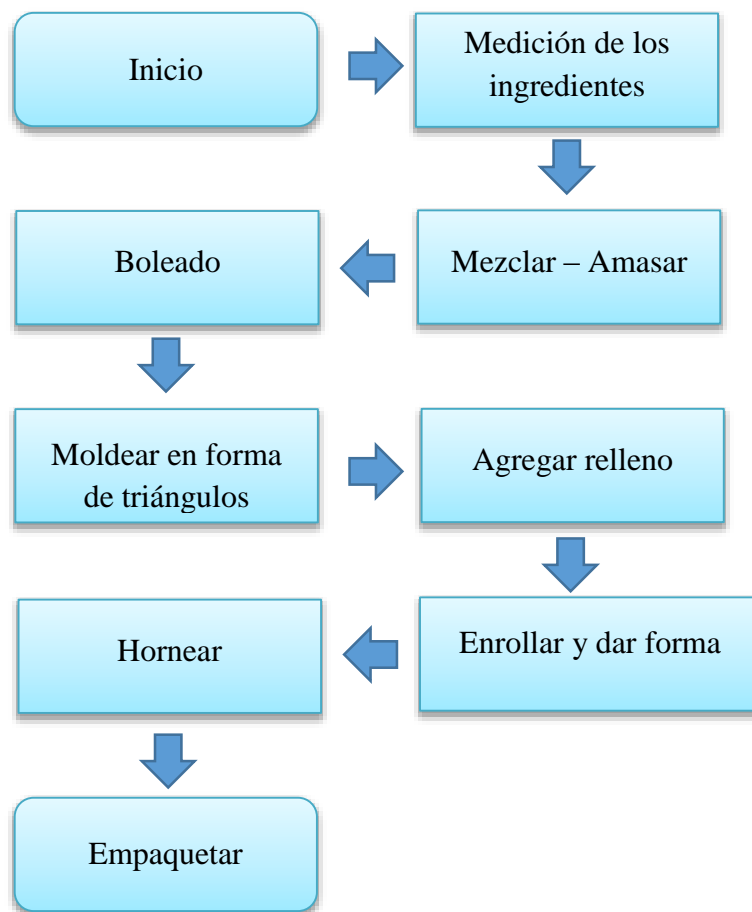 Inicio
Medición de los
ingredientes
Mezclar – Amasar
Boleado
Moldear en forma
de triángulos
Agregar relleno
Enrollar y dar forma
Hornear
Empaquetar